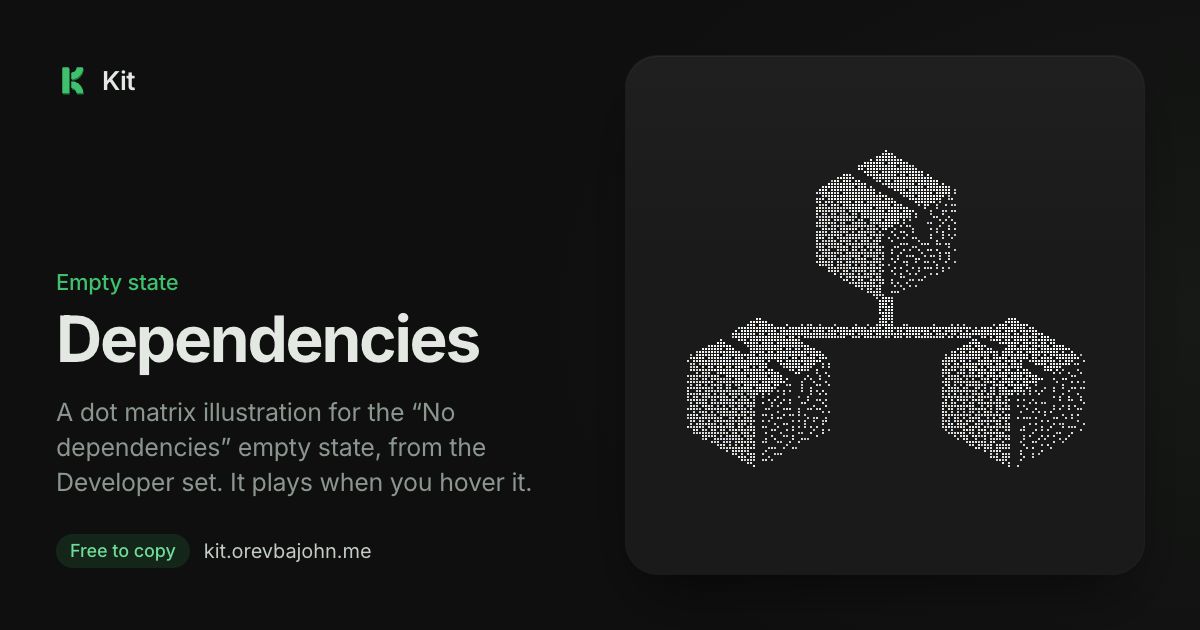 Kit
Empty state
Dependencies
A dot matrix illustration for the “No
dependencies” empty state, from the
Developer set. It plays when you hover it.
Free to copy
kit.orevbajohn.me